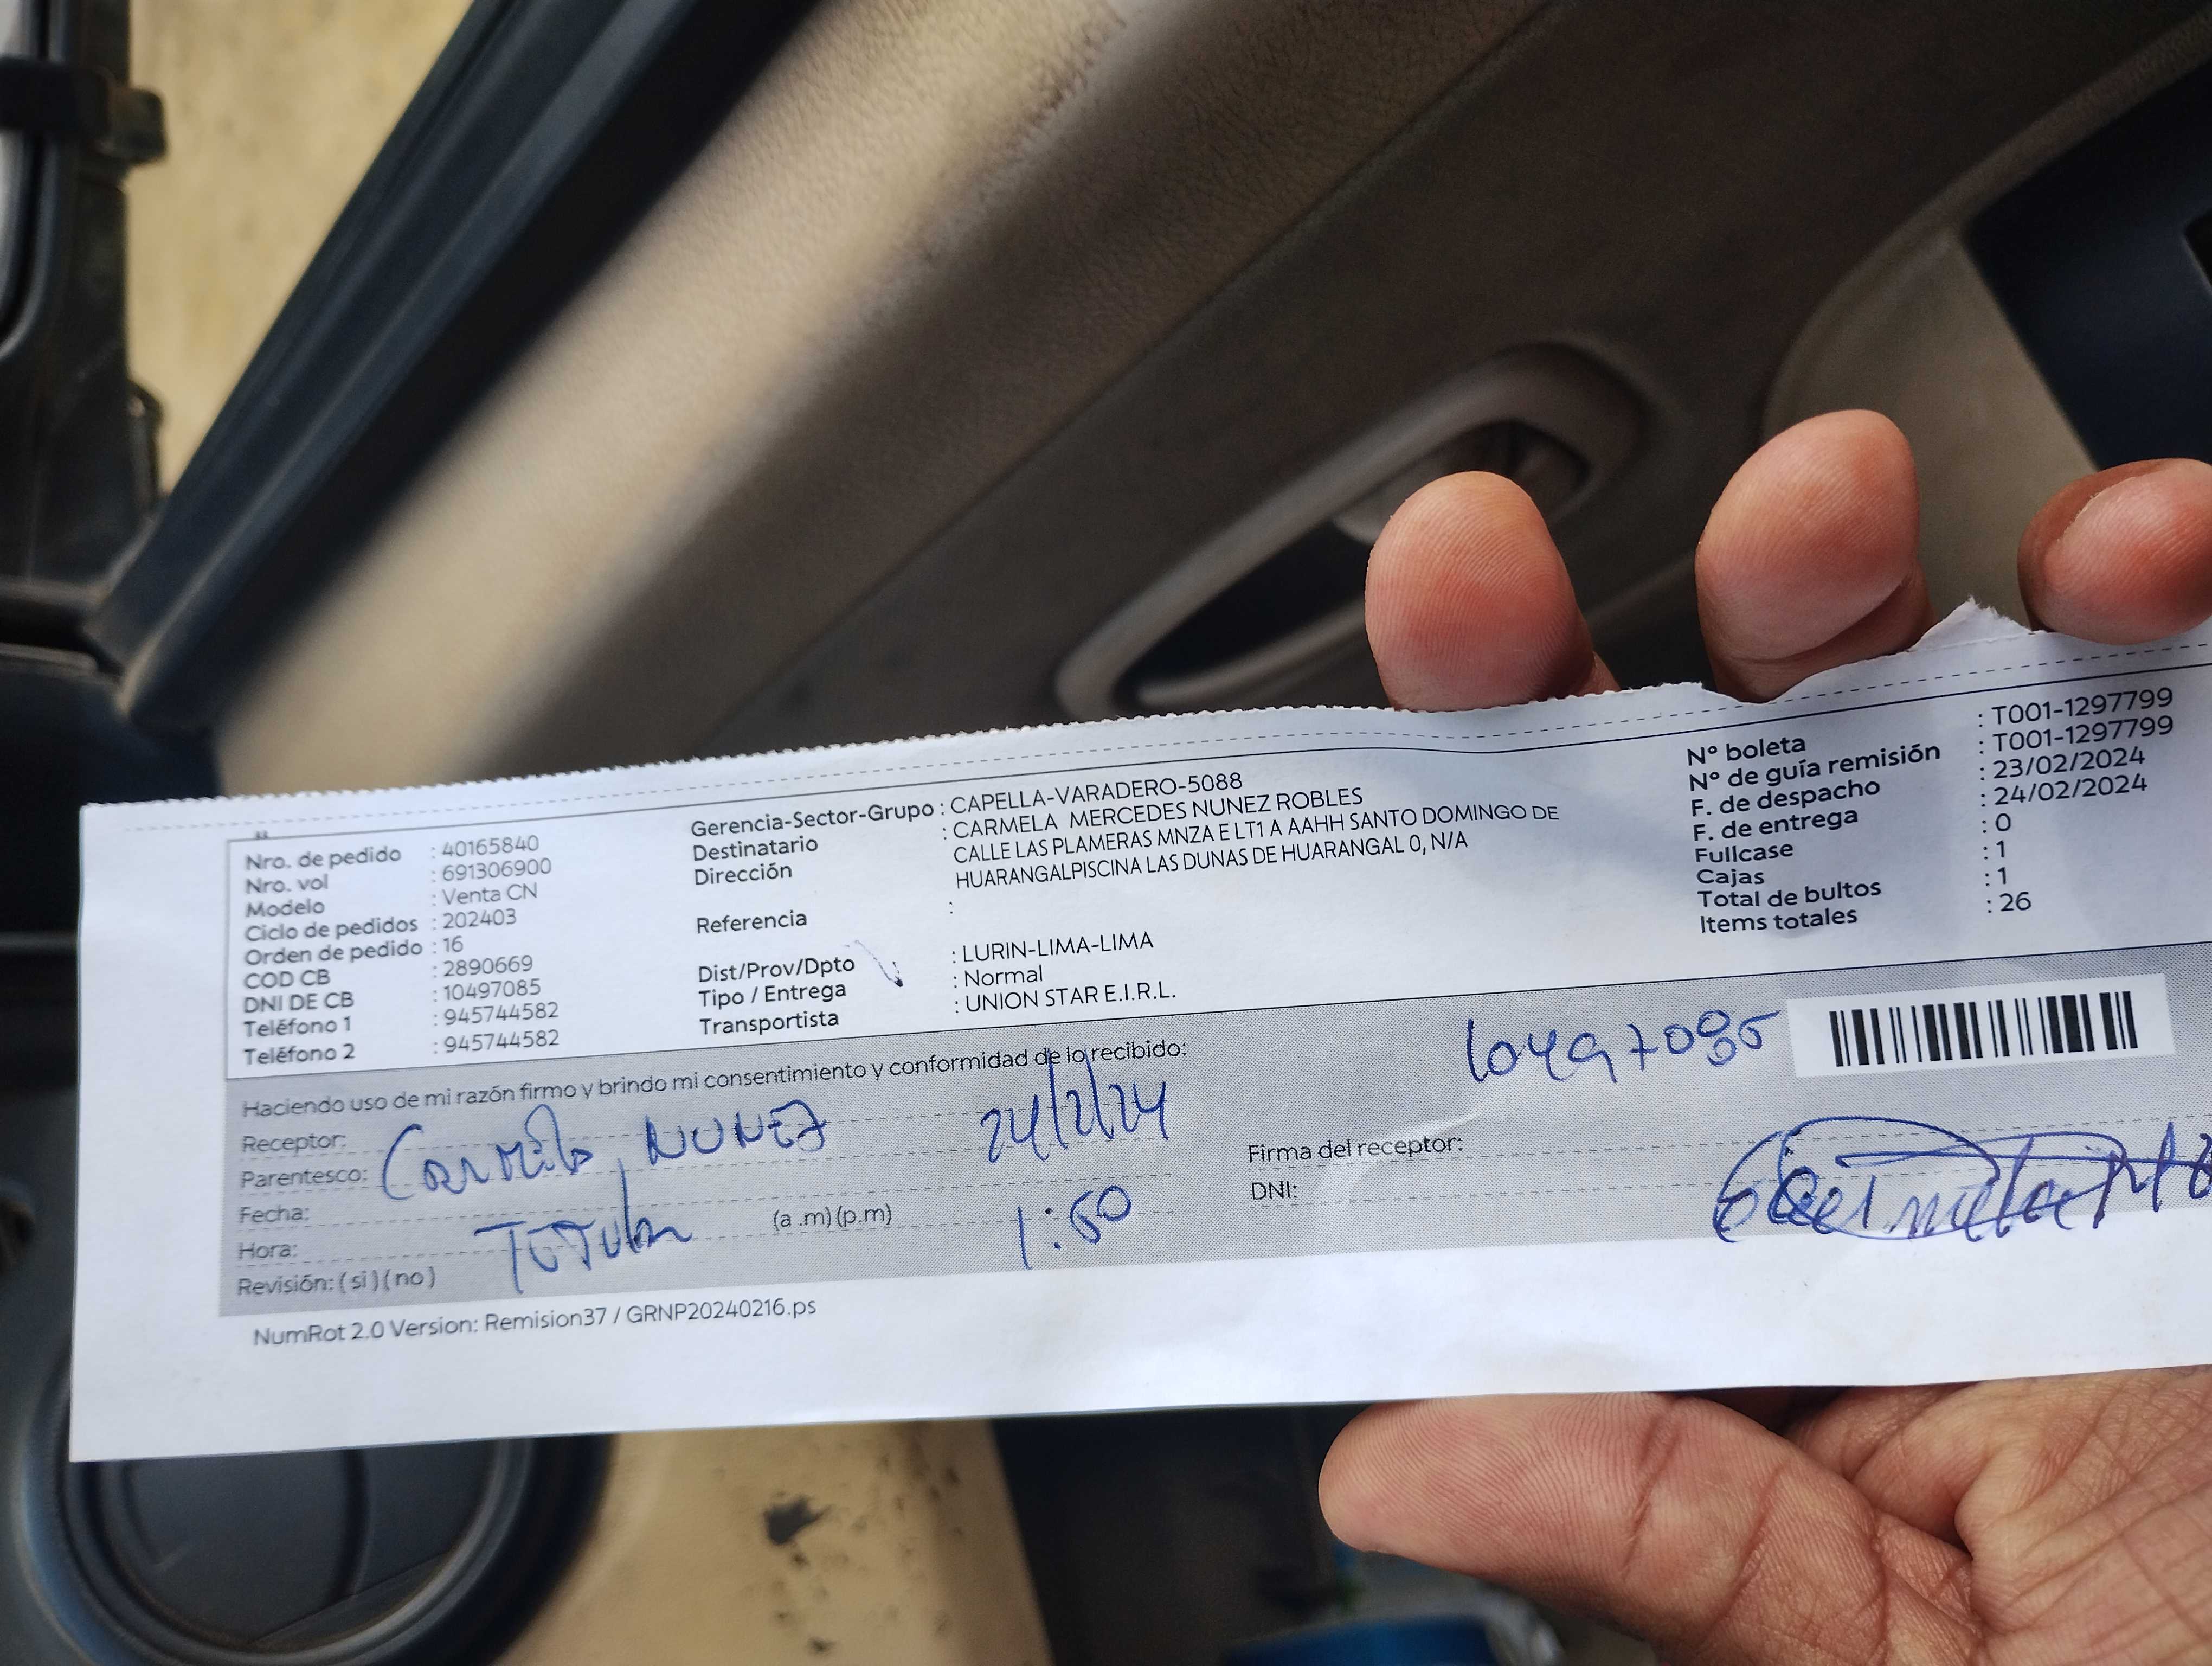 Nro. de pedido : 40165840
Nro. vol : 691306900
Modelo : Venta CN
Ciclo de pedidos : 202403
Orden de pedido : 16
COD CB : 2890669
DNI DE CB : 10497085
Teléfono 1 : 945744582
Teléfono 2 : 945744582
Gerencia-Sector-Grupo : CAPELLA-VARADERO-5088
Destinatario : CARMELA MERCEDES NUNEZ ROBLES
Dirección CALLE LAS PLAMERAS MNZA E LT1 A AAHH SANTO DOMINGO DE
HUARANGALPISCINA LAS DUNAS DE HUARANGAL 0, N/A
Referencia :
Dist/Prov/Dpto : LURIN-LIMA-LIMA
Tipo / Entrega : Normal
Transportista : UNION STAR E.I.R.L.
N° boleta : T001-1297799
N° de guía remisión : T001-1297799
F. de despacho : 23/02/2024
F. de entrega : 24/02/2024
Fullcase : 0
Cajas : 1
Total de bultos : 1
Items totales : 26
Haciendo uso de mi razón firmo y brindo mi consentimiento y conformidad de lo recibido:
Receptor:
Parentesco: Carmela NUNEZ 24/2/24
Fecha:
Hora: Titular (a .m) (p.m) 1:50
Revisión: ( si ) ( no )
10497085
Firma del receptor:
DNI:
NumRot 2.0 Version: Remision37 / GRNP20240216.ps